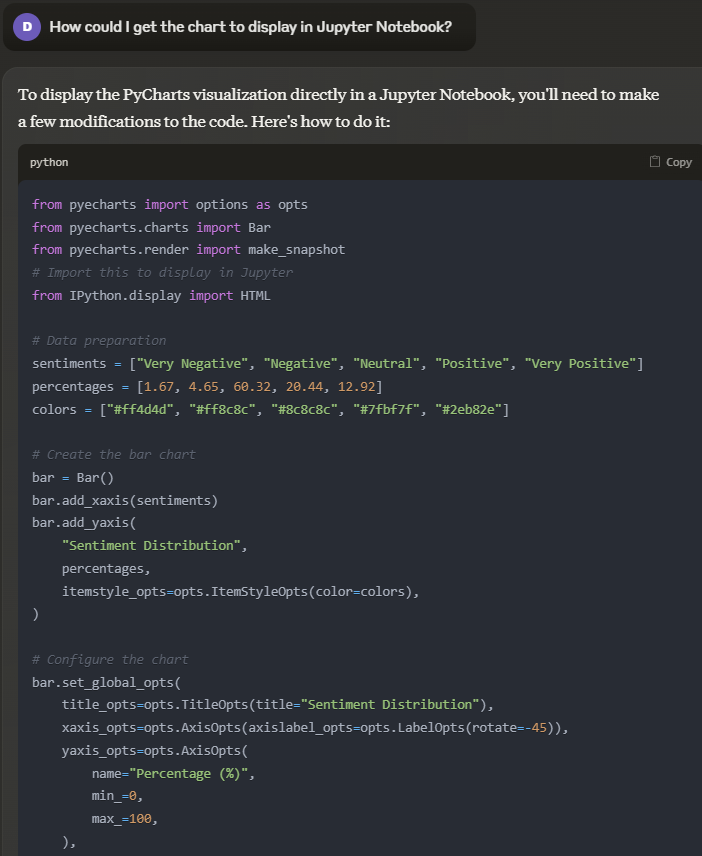 D How could I get the chart to display in Jupyter Notebook?
To display the PyCharts visualization directly in a Jupyter Notebook, you'll need to make
a few modifications to the code. Here's how to do it:
python Copy
from pyecharts import options as opts
from pyecharts.charts import Bar
from pyecharts.render import make_snapshot
# Import this to display in Jupyter
from IPython.display import HTML

# Data preparation
sentiments = ["Very Negative", "Negative", "Neutral", "Positive", "Very Positive"]
percentages = [1.67, 4.65, 60.32, 20.44, 12.92]
colors = ["#ff4d4d", "#ff8c8c", "#8c8c8c", "#7fbf7f", "#2eb82e"]

# Create the bar chart
bar = Bar()
bar.add_xaxis(sentiments)
bar.add_yaxis(
    "Sentiment Distribution",
    percentages,
    itemstyle_opts=opts.ItemStyleOpts(color=colors),
)

# Configure the chart
bar.set_global_opts(
    title_opts=opts.TitleOpts(title="Sentiment Distribution"),
    xaxis_opts=opts.AxisOpts(axislabel_opts=opts.LabelOpts(rotate=-45)),
    yaxis_opts=opts.AxisOpts(
        name="Percentage (%)",
        min_=0,
        max_=100,
    ),